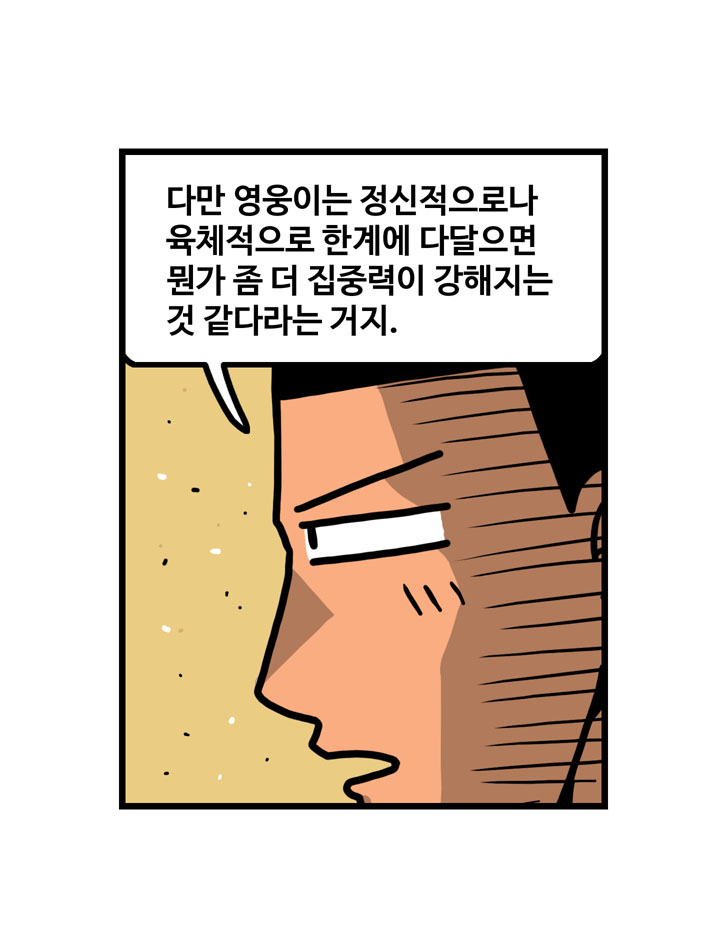 다만 영웅이는 정신적으로나
육체적으로 한계에 다달으면
뭔가 좀 더 집중력이 강해지는
것 같다라는 거지.